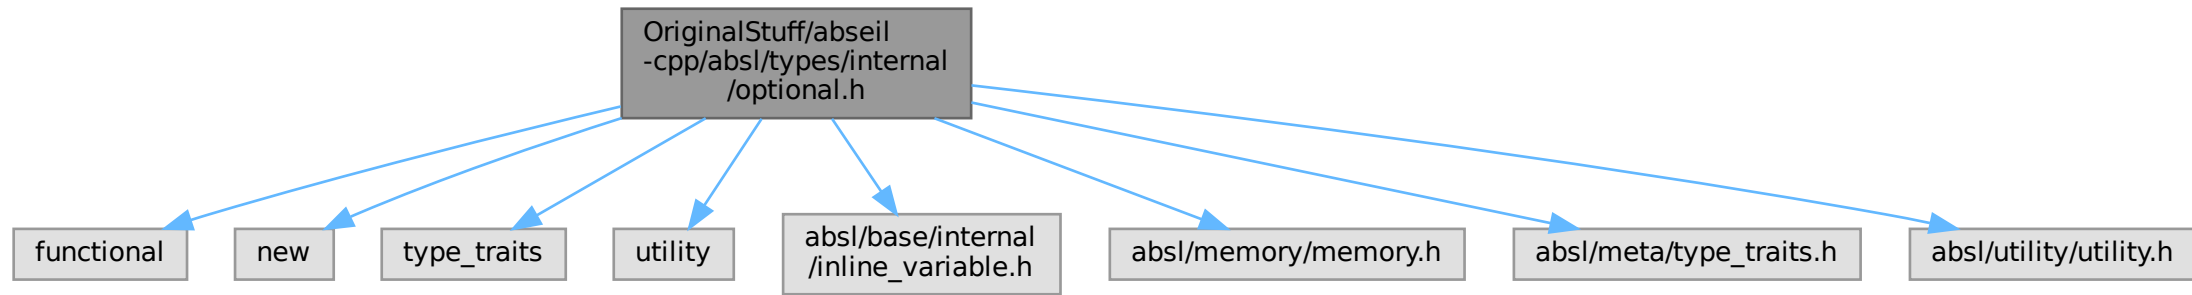 OriginalStuff/abseil
-cpp/absl/types/internal
/optional.h
functional
new
type_traits
utility
absl/base/internal
/inline_variable.h
absl/memory/memory.h
absl/meta/type_traits.h
absl/utility/utility.h